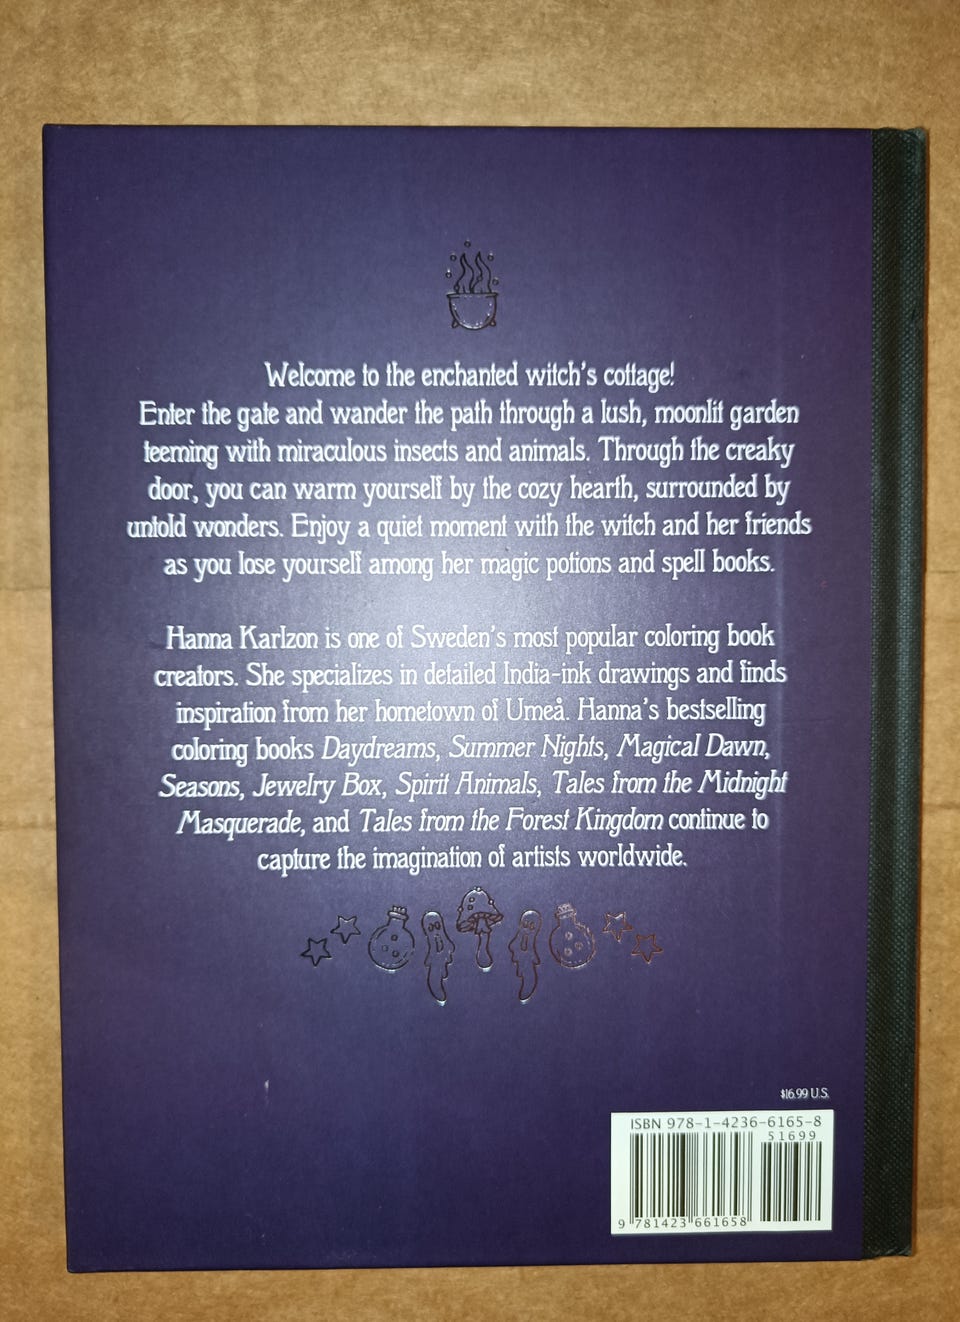 Welcome to the enchanted witch's cottage!
Enter the gate and wander the path through a lush, moonlit garden
teeming with miraculous insects and animals. Through the creaky
door, you can warm yourself by the cozy hearth, surrounded by
untold wonders. Enjoy a quiet moment with the witch and her friends
as you lose yourself among her magic potions and spell books.
Hanna Karlzon is one of Sweden's most popular coloring book
creators. She specializes in detailed India-ink drawings and finds
inspiration from her hometown of Umeå. Hanna's bestselling
coloring books Daydreams, Summer Nights, Magical Dawn,
Seasons, Jewelry Box, Spirit Animals, Tales from the Midnight
Masquerade, and Tales from the Forest Kingdom continue to
capture the imagination of artists worldwide.
$16.99 U.S.
ISBN 978-1-4236-6165-8
51699
9 781423 661658